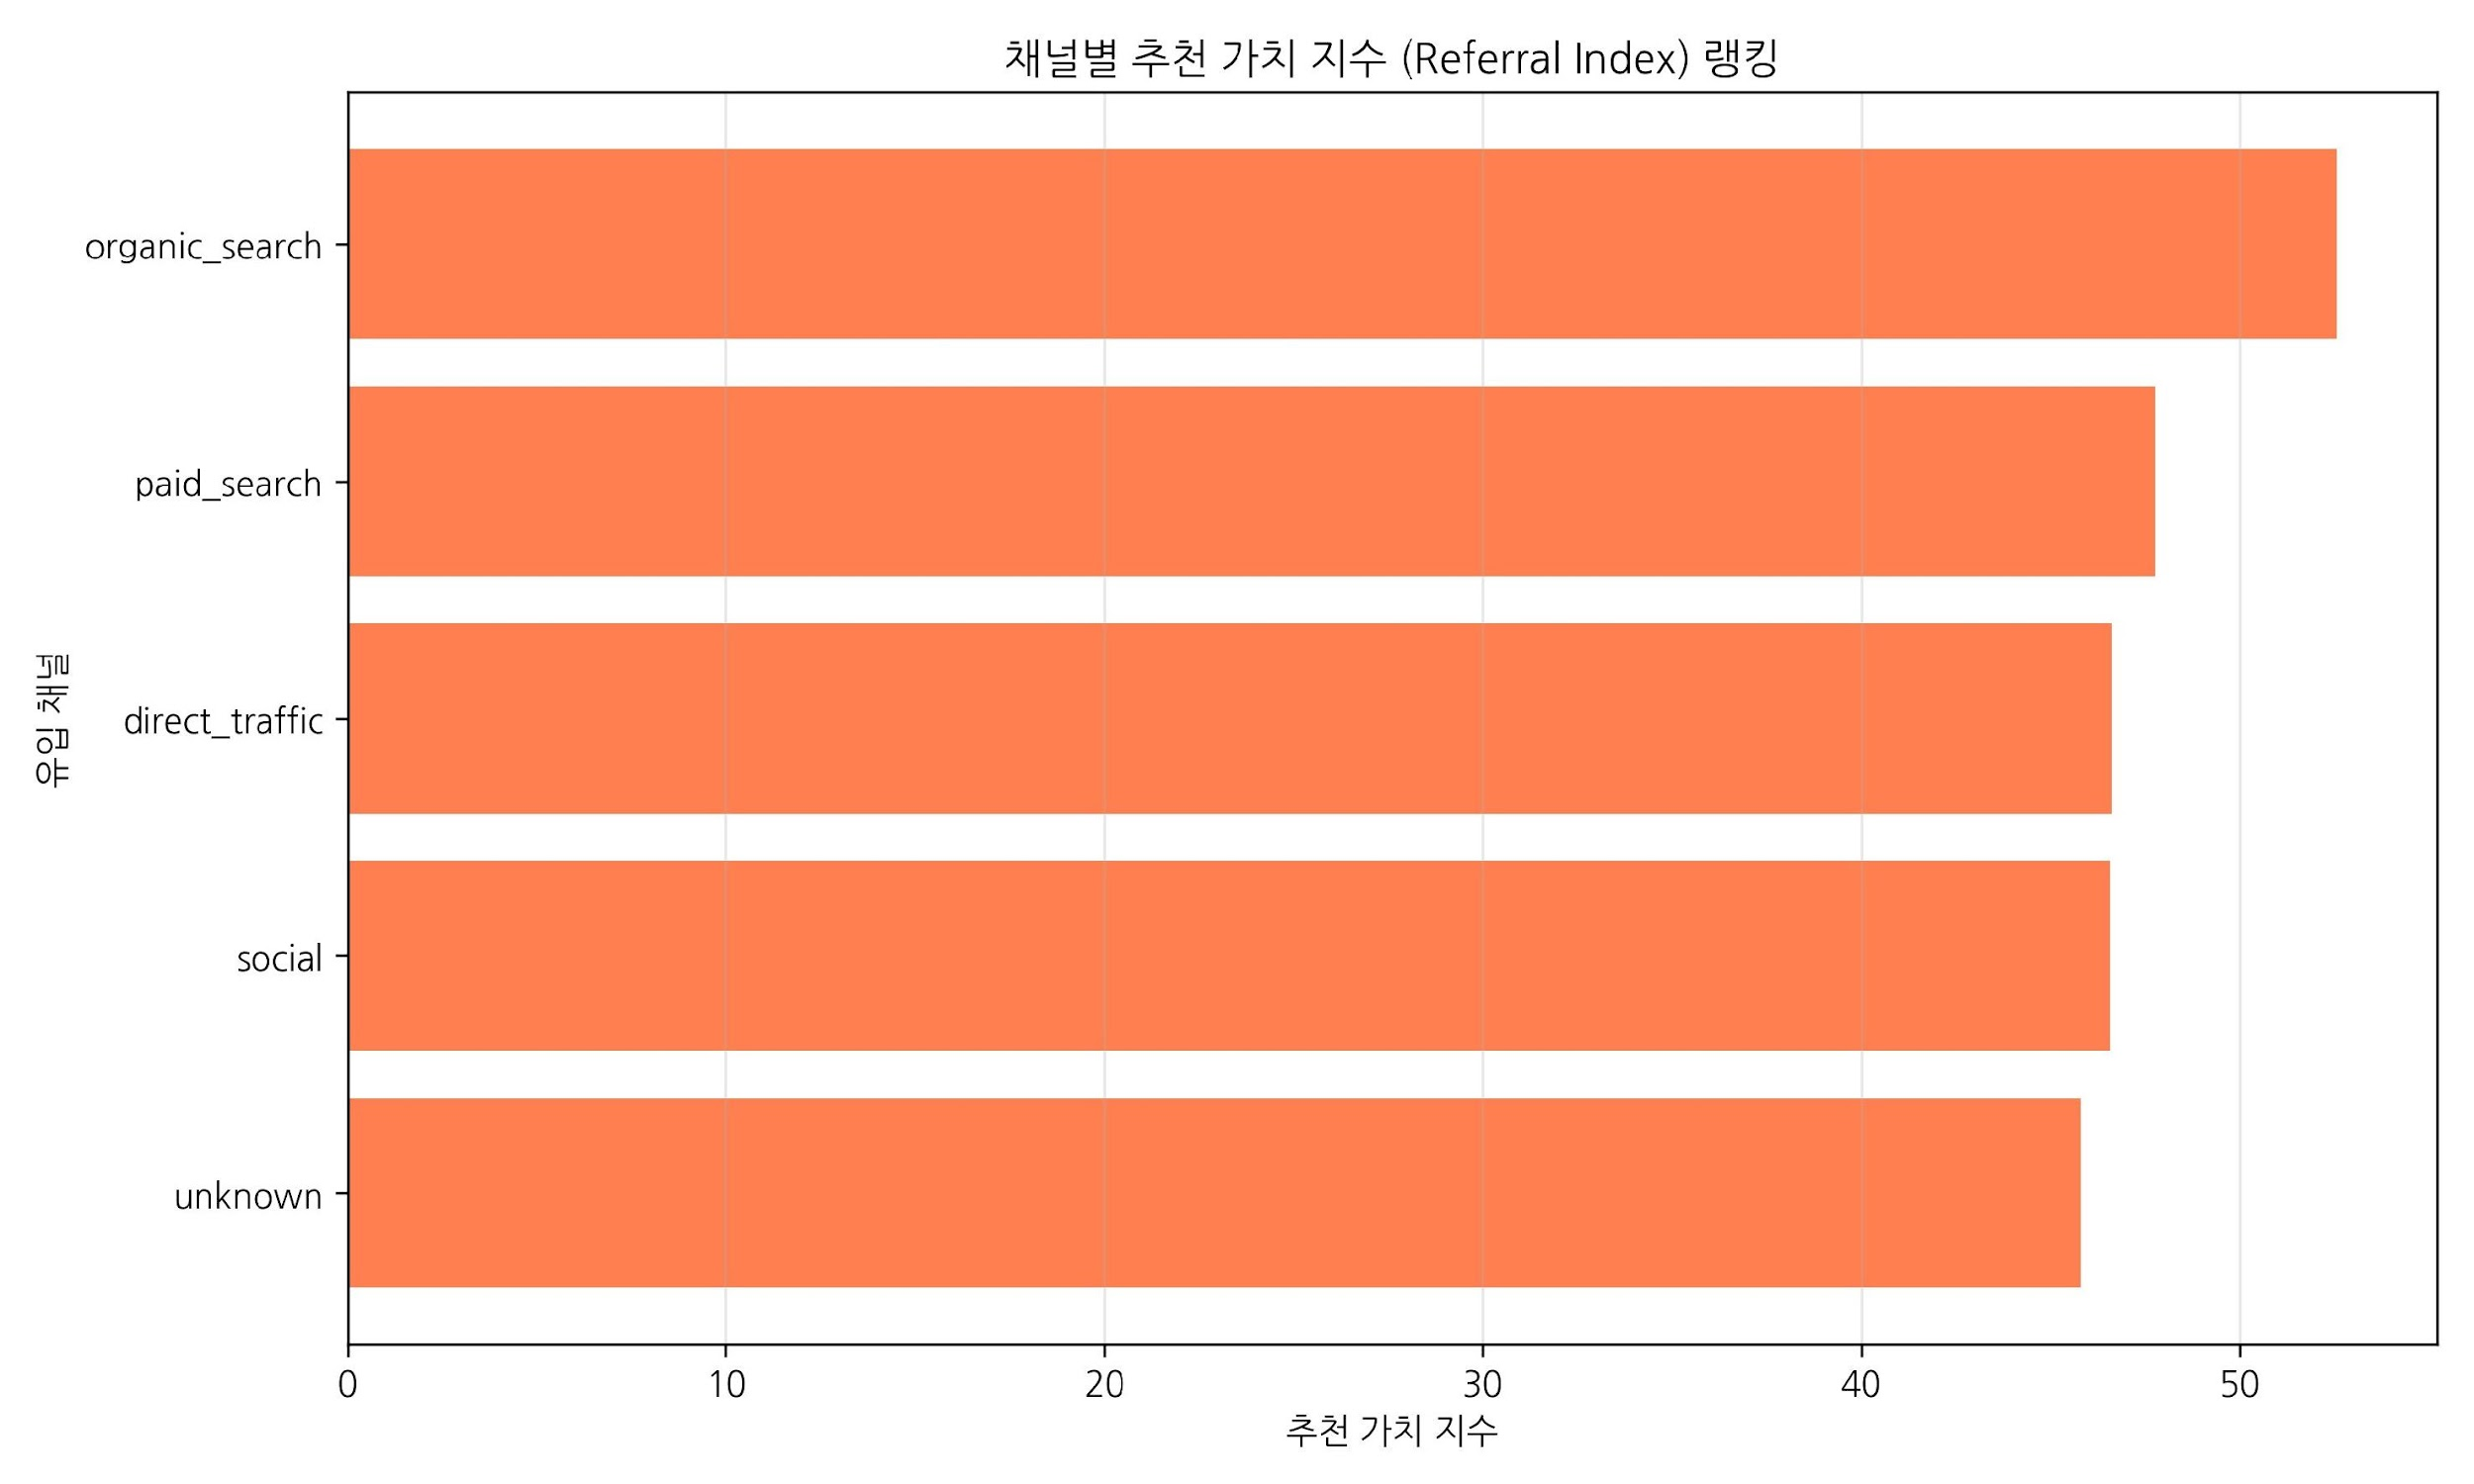 채널별 추천 가치 지수 (Referral Index) 랭킹
유입 채널
organic_search
paid_search
direct_traffic
social
unknown
0 10 20 30 40 50
추천 가치 지수